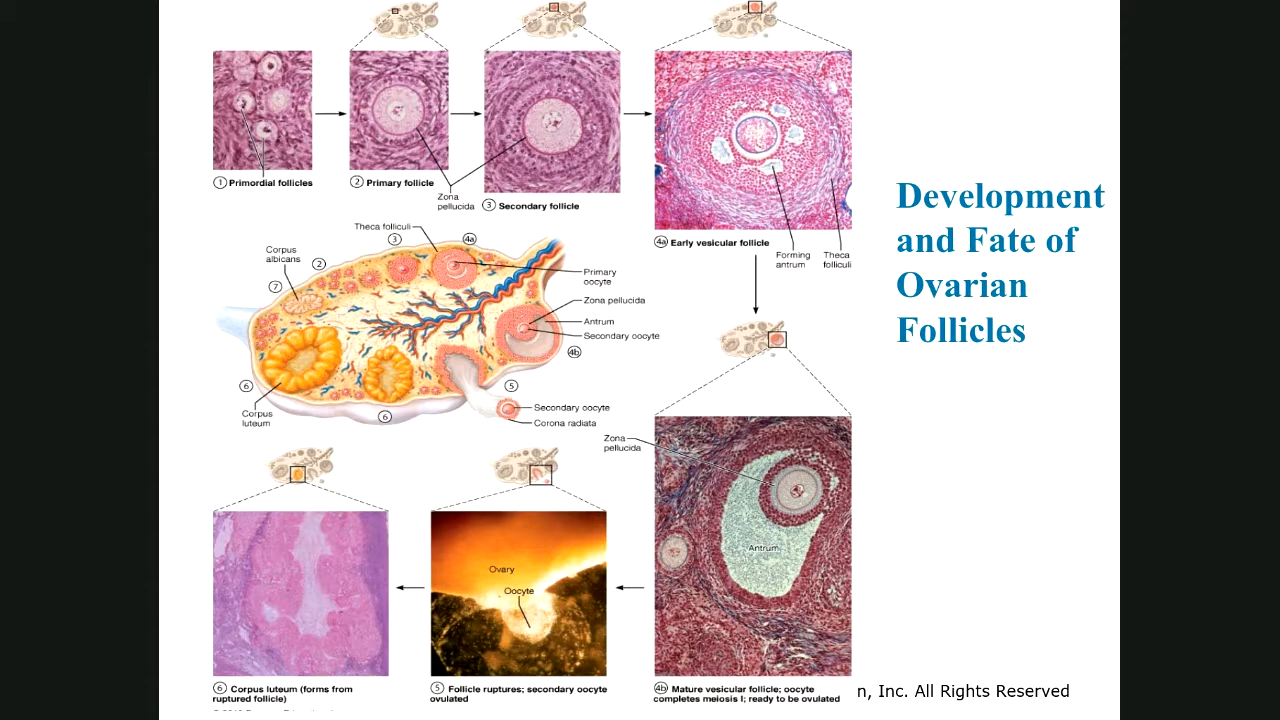 Development
and Fate of
Ovarian
Follicles
1 Primordial follicles
2 Primary follicle
Zona
pellucida
3 Secondary follicle
4a Early vesicular follicle
Forming
antrum
Theca
folliculi
Theca folliculi
3
4a
Corpus
albicans
2
7
Primary
oocyte
Zona pellucida
Antrum
Secondary oocyte
4b
6
5
Corpus
luteum
6
Secondary oocyte
Corona radiata
Zona
pellucida
Antrum
Ovary
Oocyte
6 Corpus luteum (forms from
ruptured follicle)
5 Follicle ruptures; secondary oocyte
ovulated
4b Mature vesicular follicle; oocyte
completes meiosis I; ready to be ovulated
n, Inc. All Rights Reserved